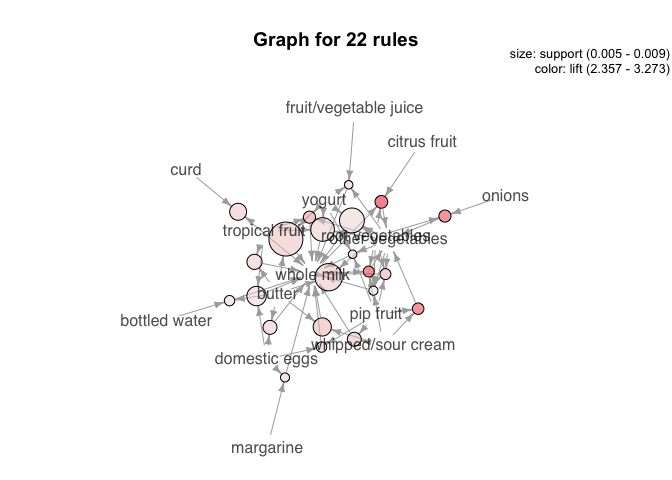 Graph for 22 rules
size: support (0.005 - 0.009)
color: lift (2.357 - 3.273)
fruit/vegetable juice
citrus fruit
curd
onions
yogurt
tropical fruit
root vegetables
other vegetables
whole milk
butter
bottled water
pip fruit
whipped/sour cream
domestic eggs
margarine